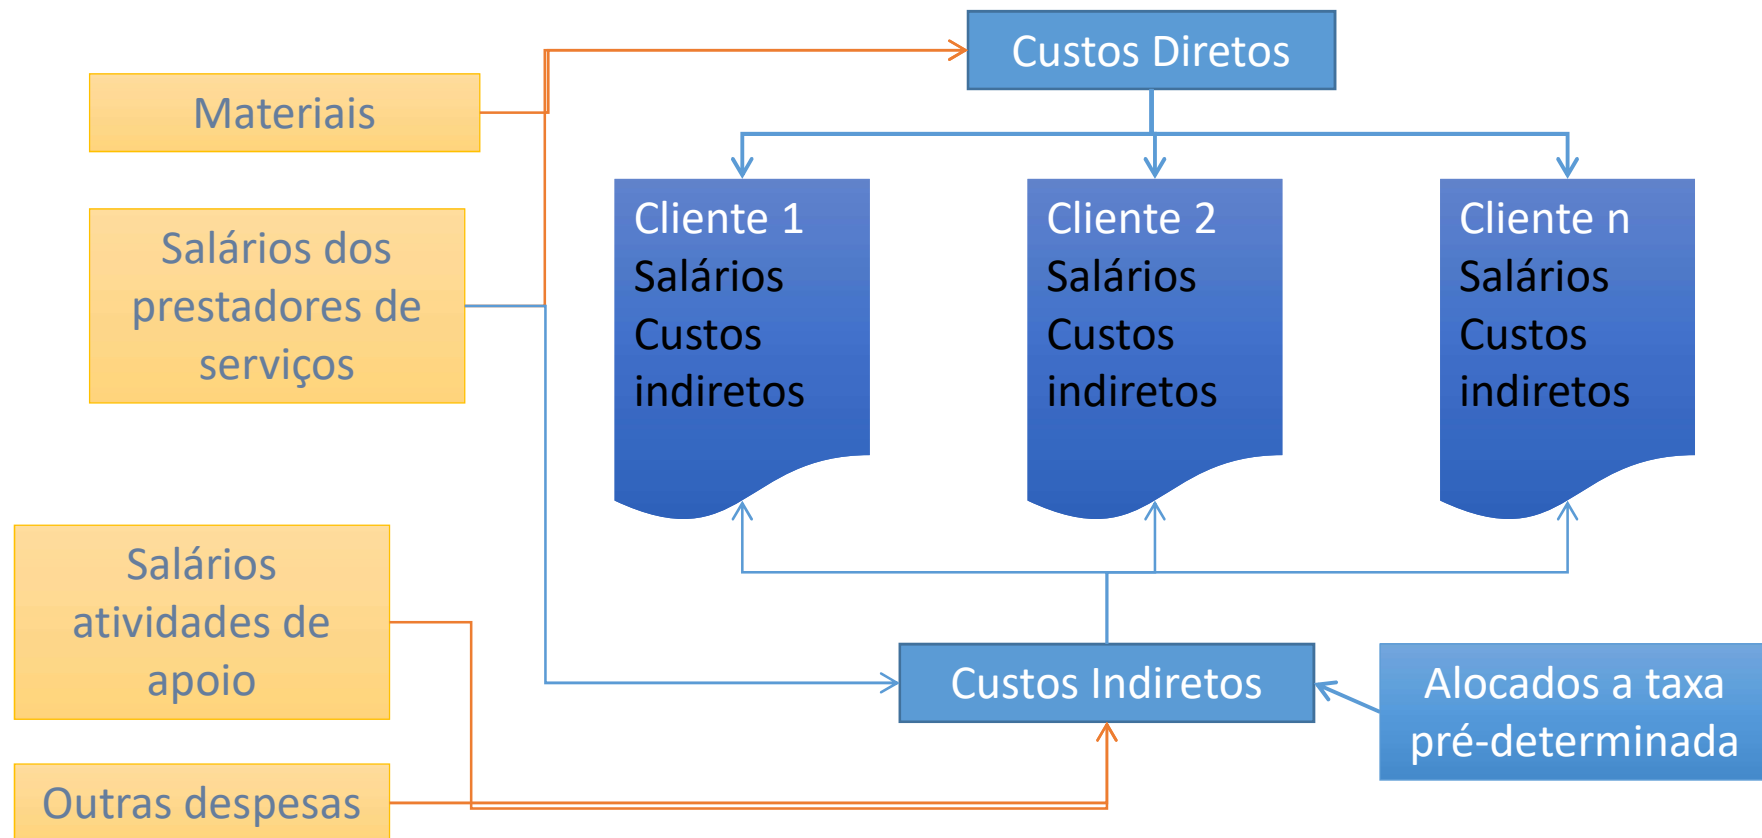 Custos Diretos
Materiais
Salários dos
prestadores de
serviços
Cliente 1
Salários
Custos
indiretos
Cliente 2
Salários
Custos
indiretos
Cliente n
Salários
Custos
indiretos
Salários
atividades de
apoio
Custos Indiretos
Alocados a taxa
pré-determinada
Outras despesas